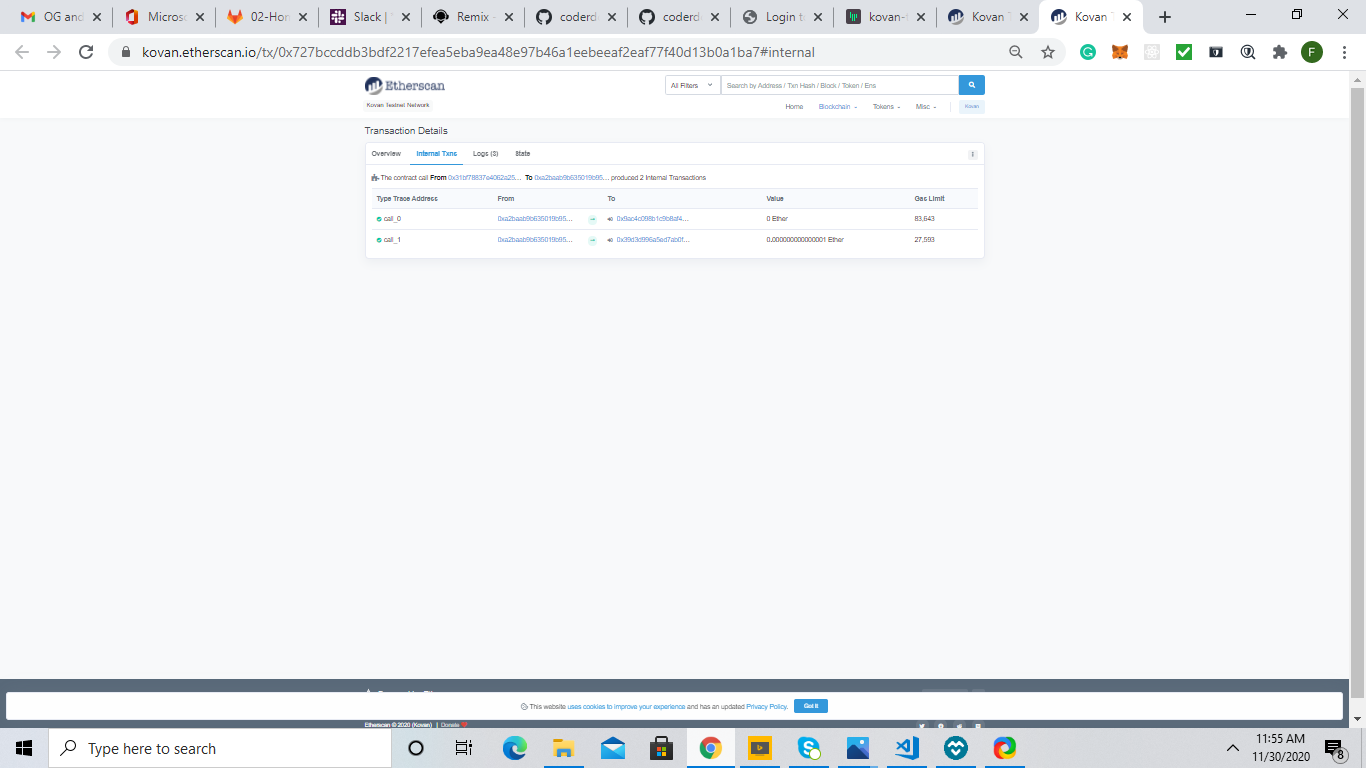 OG and
Microso
02-Hon
Slack |
Remix -
coderd
coderd
Login to
kovan-
Kovan T
Kovan T
kovan.etherscan.io/tx/0x727bccddb3bdf2217efea5eba9ea48e97b46a1eebeeaf2eaf77f40d13b0a1ba7#internal
F
Etherscan
All Filters
Search by Address / Txn Hash / Block / Token / Ens
Kovan Testnet Network
Home Blockchain Tokens Misc Kovan
Transaction Details
Overview Internal Txns Logs (3) State
The contract call From 0x31bf78837e4062a25... To 0xa2baab9b635019b95... produced 2 Internal Transactions
Type Trace Address From To Value Gas Limit
call_0 0xa2baab9b635019b95... 0x9ac4c098b1c9b8af4... 0 Ether 83,643
call_1 0xa2baab9b635019b95... 0x39d3d996a5ed7ab0f... 0.000000000000001 Ether 27,593
This website uses cookies to improve your experience and has an updated Privacy Policy. Got It
Etherscan © 2020 (Kovan) | Donate
Type here to search
11:55 AM
11/30/2020
8